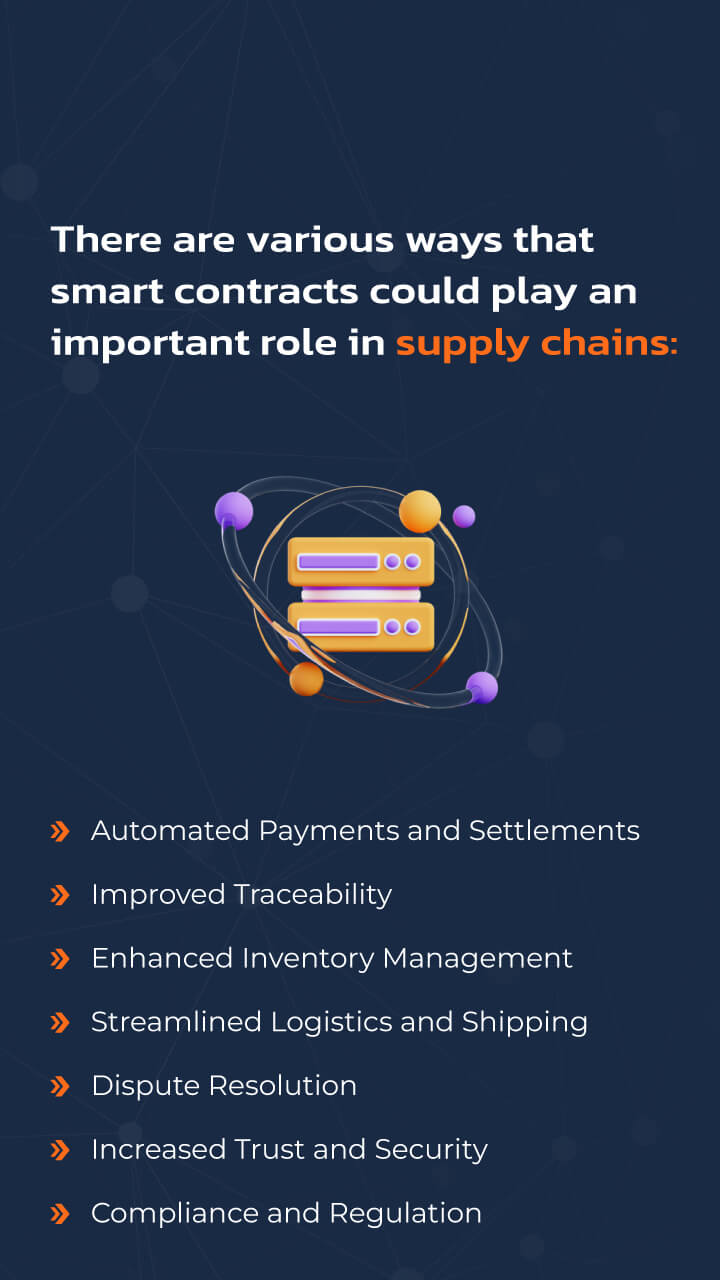 There are various ways that
smart contracts could play an
important role in supply chains:
Automated Payments and Settlements
Improved Traceability
Enhanced Inventory Management
Streamlined Logistics and Shipping
Dispute Resolution
Increased Trust and Security
Compliance and Regulation